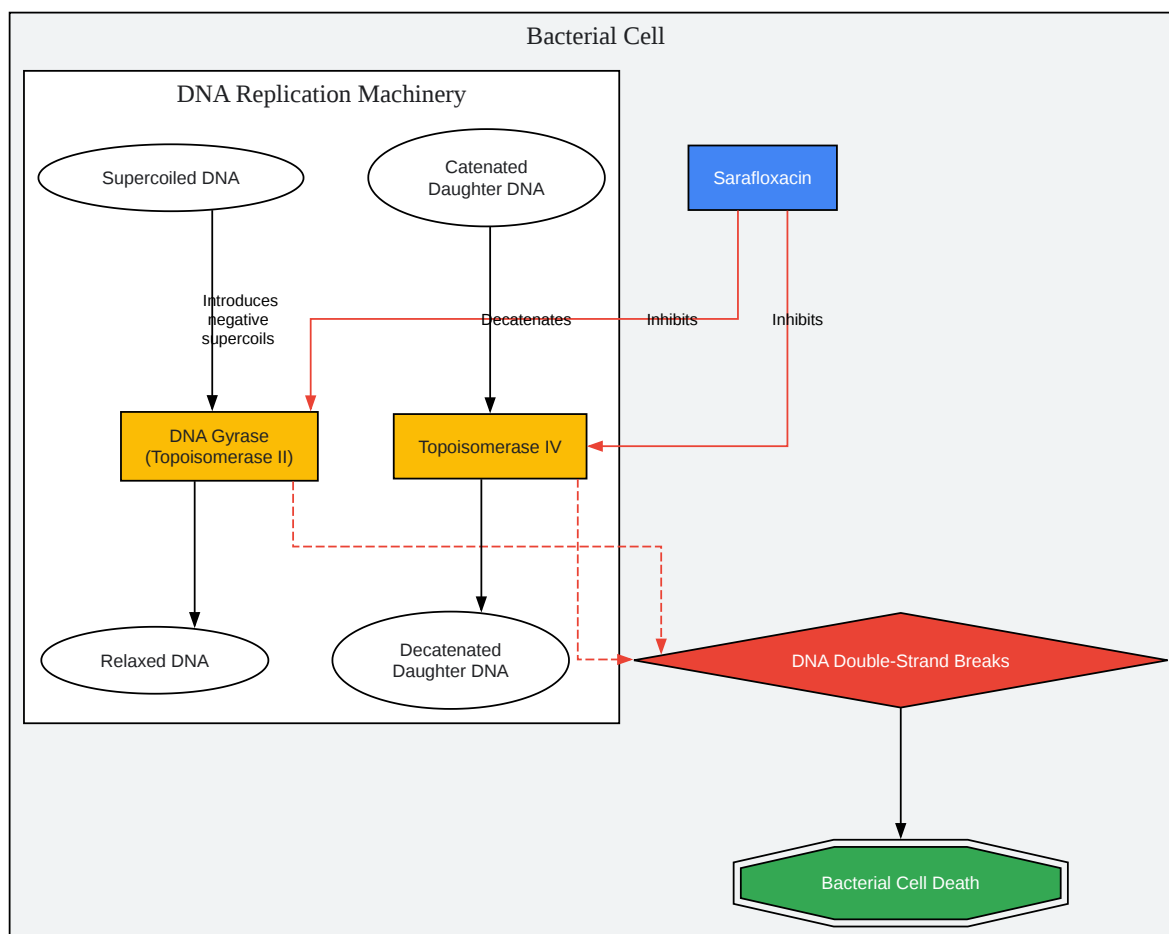 Bacterial Cell
DNA Replication Machinery
Supercoiled DNA
Catenated
Daughter DNA
Sarafloxacin
Introduces
negative
supercoils
Decatenates
Inhibits
Inhibits
DNA Gyrase
(Topoisomerase II)
Topoisomerase IV
Relaxed DNA
Decatenated
Daughter DNA
DNA Double-Strand Breaks
Bacterial Cell Death